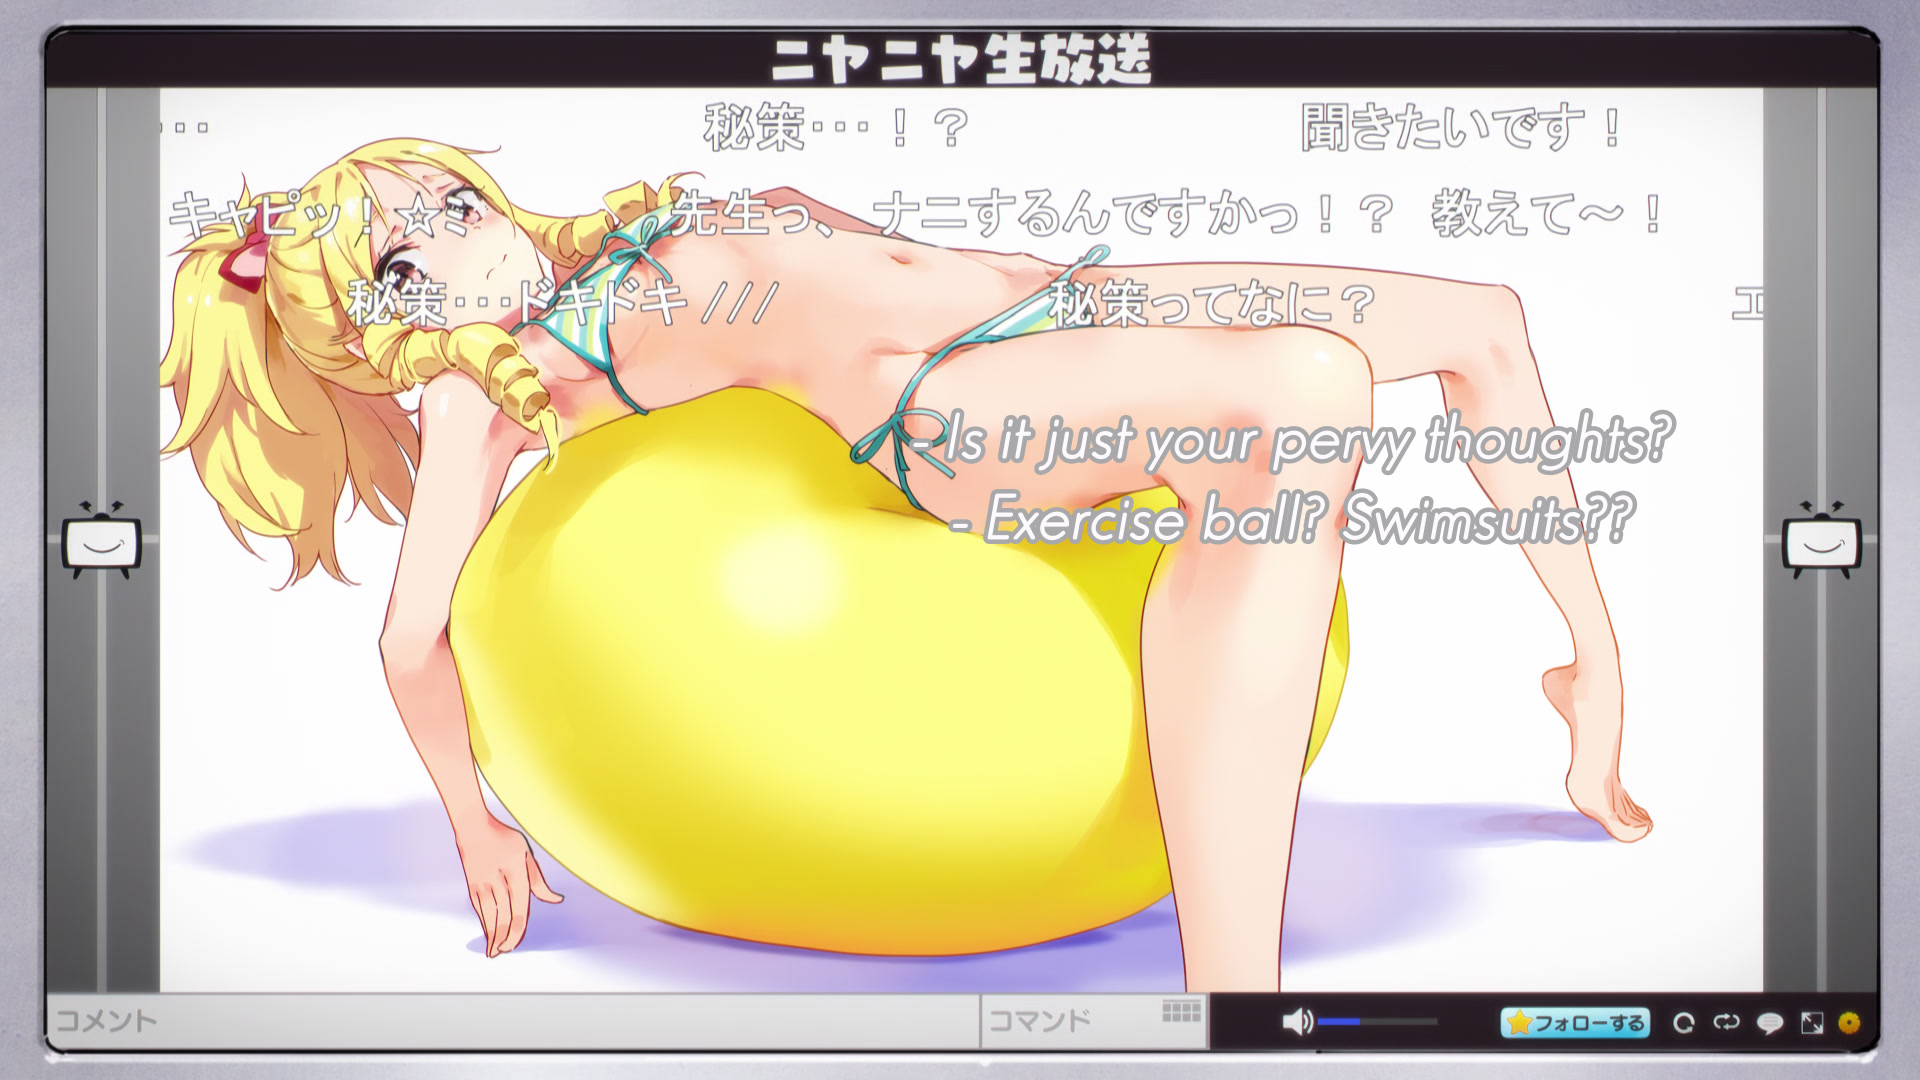 ニヤニヤ生放送
…
秘策…！？
聞きたいです！
キャピッ！☆ミ
先生っ、ナニするんですかっ！？
教えて～！
秘策…ドキドキ///
秘策ってなに？
エ
- Is it just your pervy thoughts?
- Exercise ball? Swimsuits??
コメント
コマンド
フォローする